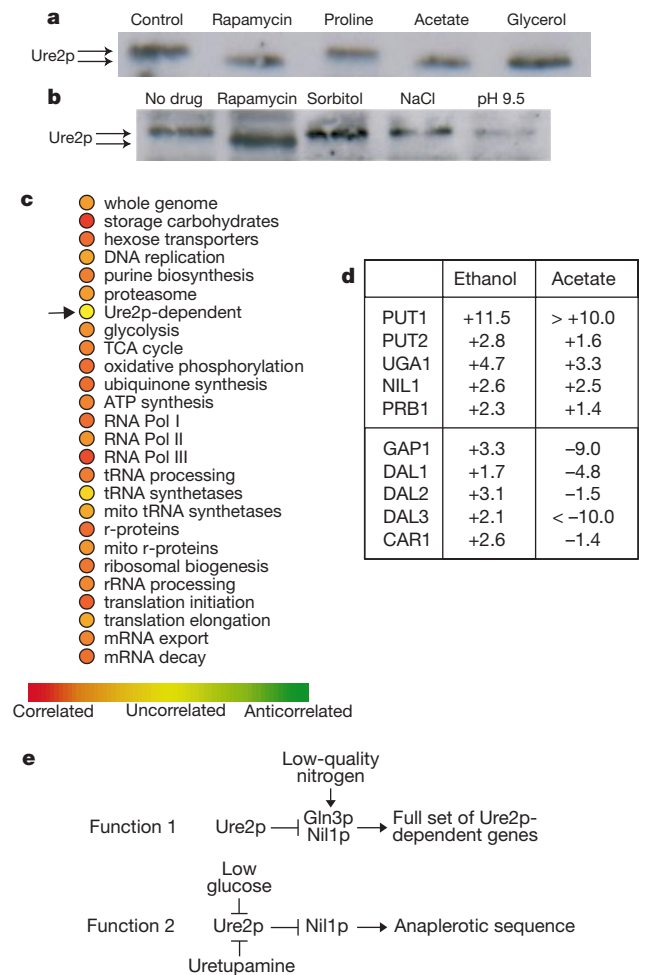 a
Control Rapamycin Proline Acetate Glycerol
Ure2p
b
No drug Rapamycin Sorbitol NaCl pH 9.5
Ure2p
c
whole genome
storage carbohydrates
hexose transporters
DNA replication
purine biosynthesis
proteasome
Ure2p-dependent
glycolysis
TCA cycle
oxidative phosphorylation
ubiquinone synthesis
ATP synthesis
RNA Pol I
RNA Pol II
RNA Pol III
tRNA processing
tRNA synthetases
mito tRNA synthetases
r-proteins
mito r-proteins
ribosomal biogenesis
rRNA processing
translation initiation
translation elongation
mRNA export
mRNA decay
Correlated Uncorrelated Anticorrelated
d
Ethanol Acetate
PUT1 +11.5 > +10.0
PUT2 +2.8 +1.6
UGA1 +4.7 +3.3
NIL1 +2.6 +2.5
PRB1 +2.3 +1.4
GAP1 +3.3 –9.0
DAL1 +1.7 –4.8
DAL2 +3.1 –1.5
DAL3 +2.1 < –10.0
CAR1 +2.6 –1.4
e
Low-quality
nitrogen
Function 1 Ure2p Gln3p Nil1p Full set of Ure2p-
dependent genes
Low
glucose
Function 2 Ure2p Nil1p Anaplerotic sequence
Uretupamine